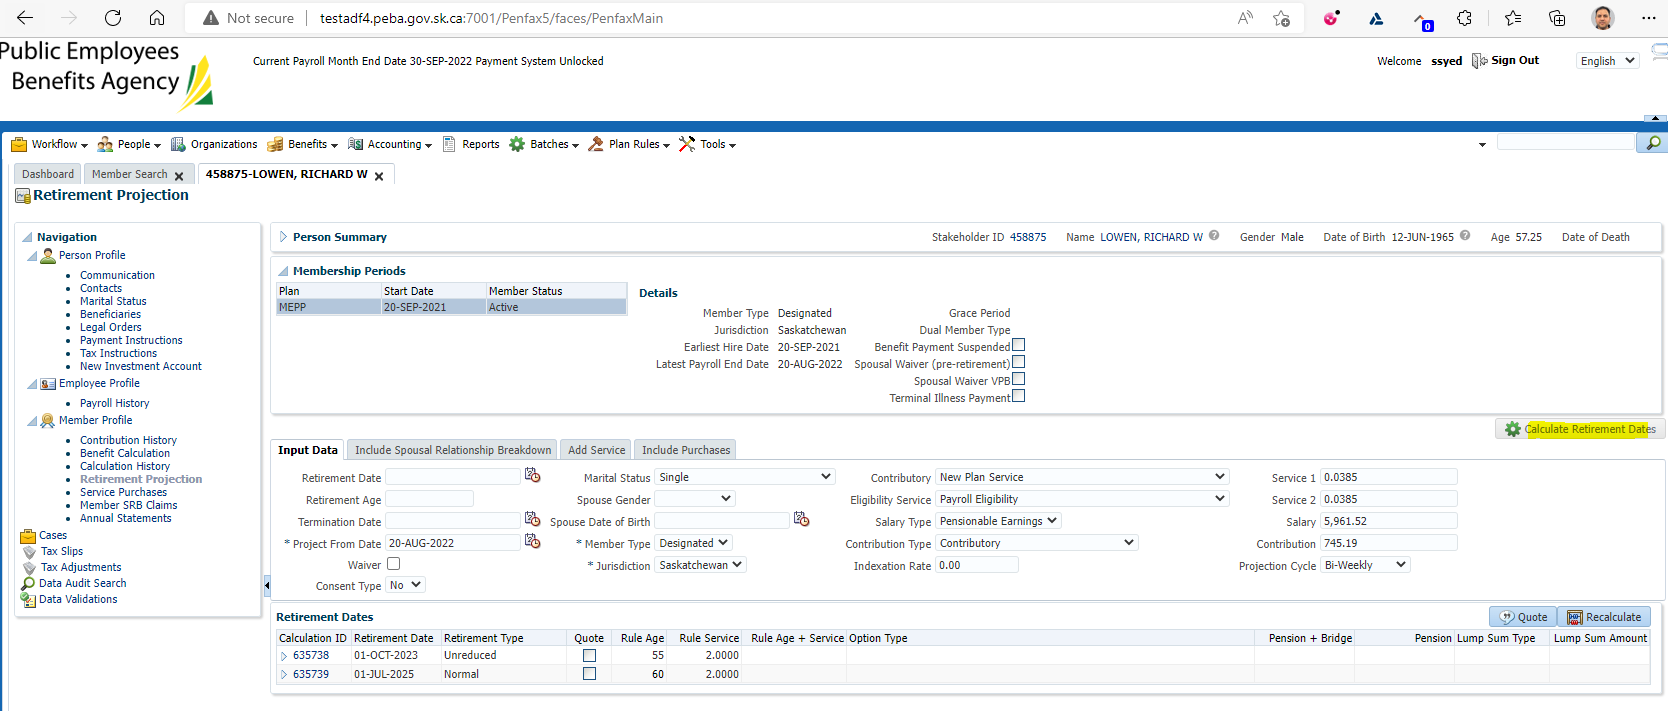 Not secure | testadf4.peba.gov.sk.ca:7001/Penfax5/faces/PenfaxMain
0
Public Employees
Benefits Agency
Current Payroll Month End Date 30-SEP-2022 Payment System Unlocked
Welcome ssyed Sign Out English
Workflow People Organizations Benefits Accounting Reports Batches Plan Rules Tools
Dashboard Member Search 458875-LOWEN, RICHARD W
Retirement Projection
Navigation
Person Profile
Communication
Contacts
Marital Status
Beneficiaries
Legal Orders
Payment Instructions
Tax Instructions
New Investment Account
Employee Profile
Payroll History
Member Profile
Contribution History
Benefit Calculation
Calculation History
Retirement Projection
Service Purchases
Member SRB Claims
Annual Statements
Cases
Tax Slips
Tax Adjustments
Data Audit Search
Data Validations
Person Summary Stakeholder ID 458875 Name LOWEN, RICHARD W Gender Male Date of Birth 12-JUN-1965 Age 57.25 Date of Death
Membership Periods
Plan Start Date Member Status
MEPP 20-SEP-2021 Active
Details
Member Type Designated Grace Period
Jurisdiction Saskatchewan Dual Member Type
Earliest Hire Date 20-SEP-2021 Benefit Payment Suspended
Latest Payroll End Date 20-AUG-2022 Spousal Waiver (pre-retirement)
Spousal Waiver VPB
Terminal Illness Payment
Calculate Retirement Dates
Input Data Include Spousal Relationship Breakdown Add Service Include Purchases
Retirement Date Marital Status Single Contributory New Plan Service Service 1 0.0385
Retirement Age Spouse Gender Eligibility Service Payroll Eligibility Service 2 0.0385
Termination Date Spouse Date of Birth Salary Type Pensionable Earnings Salary 5,961.52
* Project From Date 20-AUG-2022 * Member Type Designated Contribution Type Contributory Contribution 745.19
Waiver * Jurisdiction Saskatchewan Indexation Rate 0.00 Projection Cycle Bi-Weekly
Consent Type No
Retirement Dates Quote Recalculate
Calculation ID Retirement Date Retirement Type Quote Rule Age Rule Service Rule Age + Service Option Type Pension + Bridge Pension Lump Sum Type Lump Sum Amount
635738 01-OCT-2023 Unreduced 55 2.0000
635739 01-JUL-2025 Normal 60 2.0000